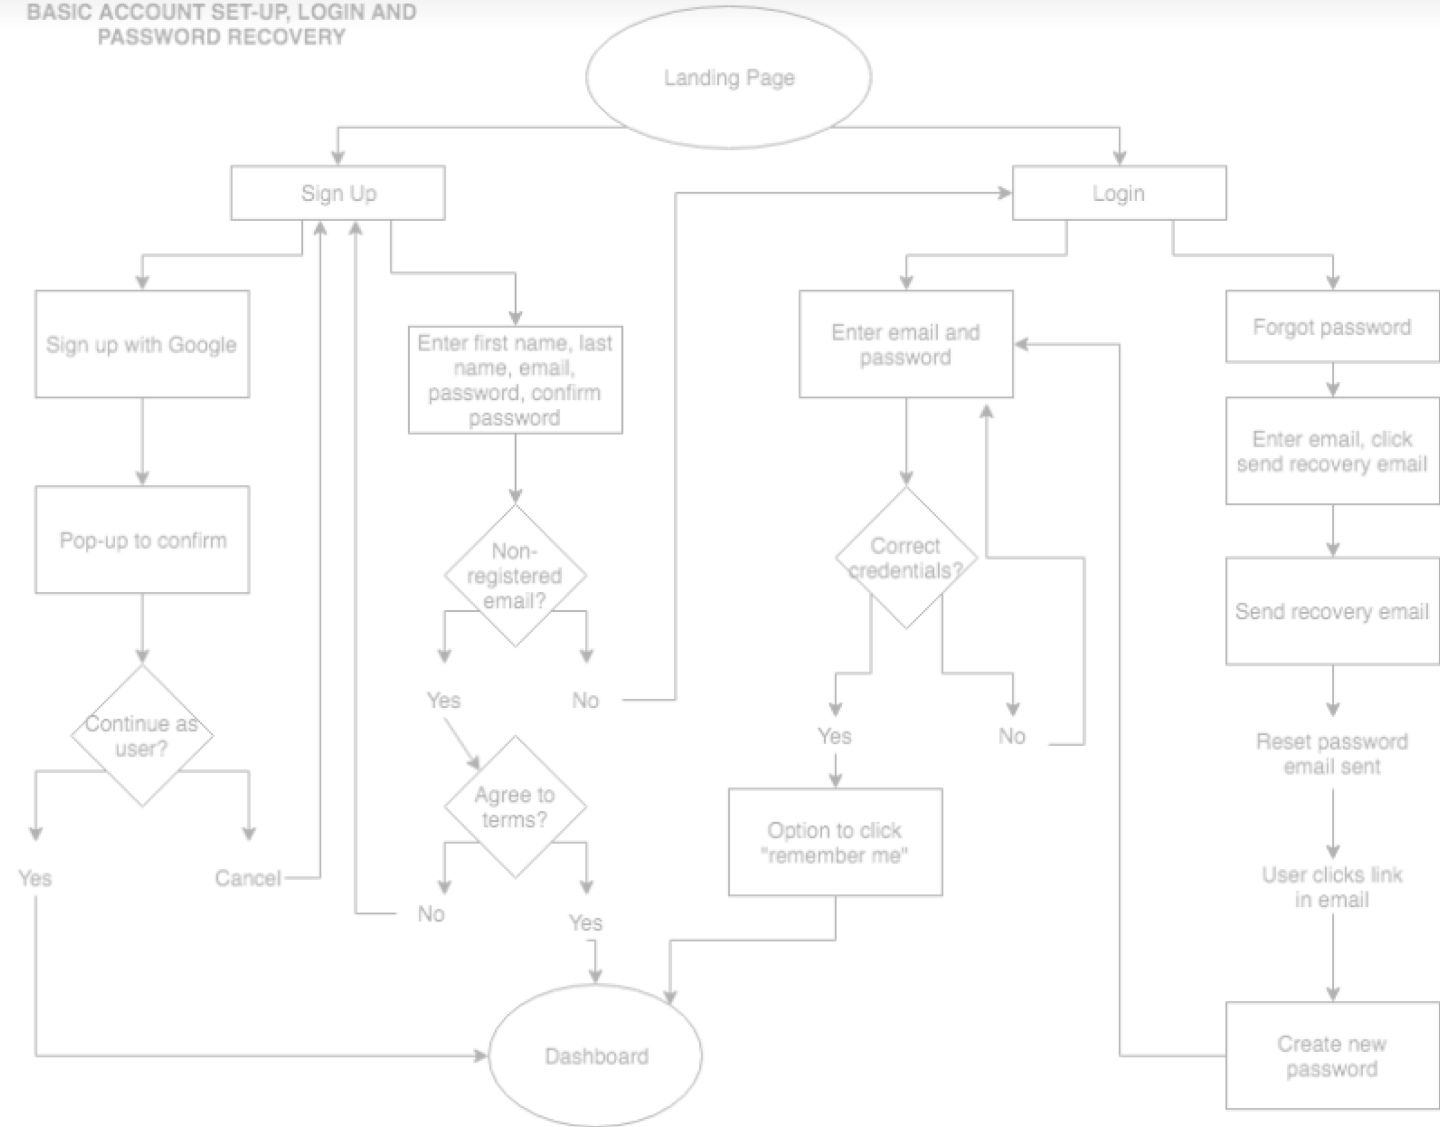 BASIC ACCOUNT SET-UP, LOGIN AND
PASSWORD RECOVERY
Landing Page
Sign Up
Login
Sign up with Google
Enter first name, last
name, email,
password, confirm
password
Enter email and
password
Forgot password
Enter email, click
send recovery email
Pop-up to confirm
Non-
registered
email?
Correct
credentials?
Send recovery email
Continue as
user?
Yes
No
Yes
No
Reset password
email sent
Agree to
terms?
Option to click
"remember me"
Yes
Cancel
User clicks link
in email
No
Yes
Dashboard
Create new
password